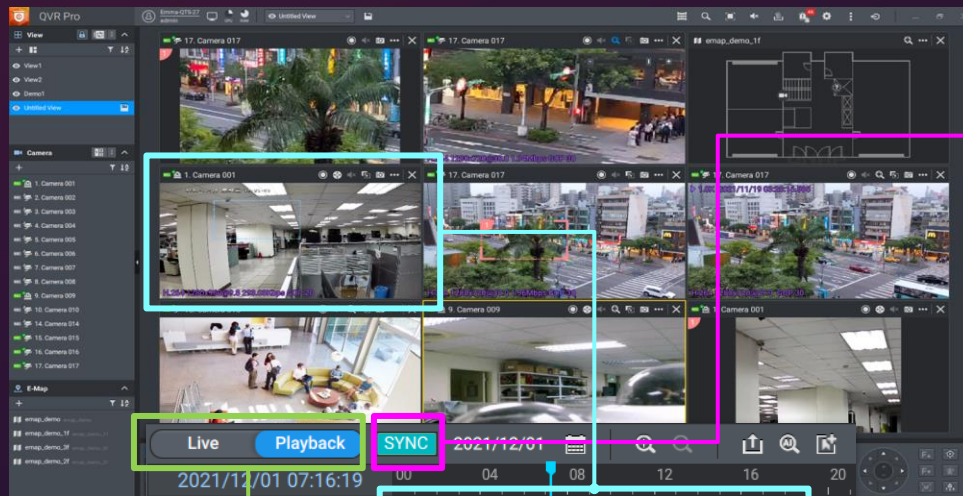 QVR Pro
Emma-QTS:27
admin
Untitled View
View
View1
View2
Demo1
Untitled View
Camera
1. Camera 001
2. Camera 002
3. Camera 003
4. Camera 004
5. Camera 005
6. Camera 006
7. Camera 007
8. Camera 008
9. Camera 009
10. Camera 010
14. Camera 014
15. Camera 015
16. Camera 016
17. Camera 017
E-Map
emap_demo
emap_demo_1f
emap_demo_3f
emap_demo_2f
17. Camera 017
17. Camera 017
emap_demo_1f
1. Camera 001
17. Camera 017
17. Camera 017
9. Camera 009
1. Camera 001
Live
Playback
SYNC
2021/12/01
2021/12/01 07:16:19
00
04
08
12
16
20